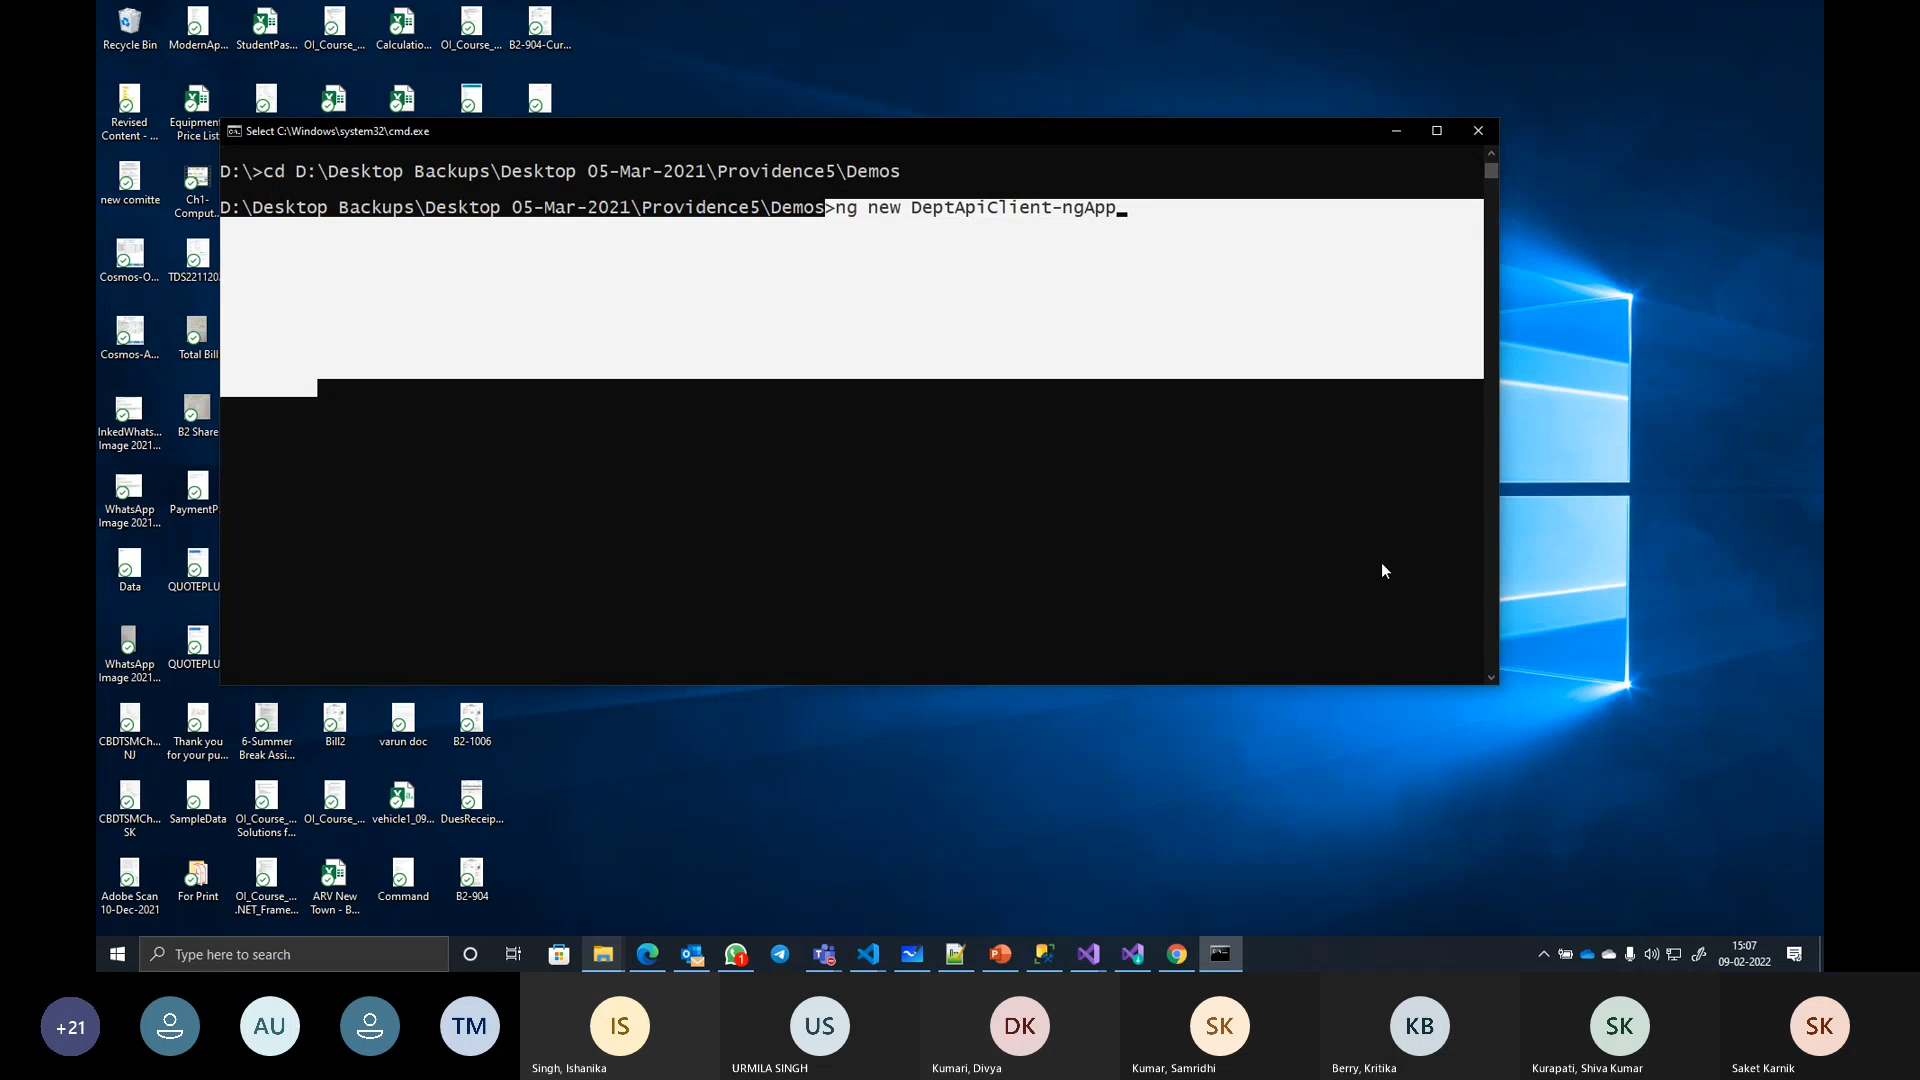 Recycle Bin
ModernAp...
StudentPas...
OI_Course_...
Calculatio...
OI_Course_...
B2-904-Cur...
Revised
Content - ...
Equipment
Price List
Select C:\Windows\system32\cmd.exe
D:\>cd D:\Desktop Backups\Desktop 05-Mar-2021\Providence5\Demos
D:\Desktop Backups\Desktop 05-Mar-2021\Providence5\Demos>ng new DeptApiClient-ngApp
new comitte
Ch1-
Comput...
Cosmos-O...
TDS221120
Cosmos-A...
Total Bill
InkedWhats...
Image 2021...
B2 Share
WhatsApp
Image 2021...
PaymentP
Data
QUOTEPLU
WhatsApp
Image 2021...
QUOTEPLU
CBDTSMCh...
NJ
Thank you
for your pu...
6-Summer
Break Assi...
Bill2
varun doc
B2-1006
CBDTSMCh...
SK
SampleData
OI_Course_...
Solutions f...
OI_Course_...
vehicle1_09...
DuesReceip...
Adobe Scan
10-Dec-2021
For Print
OI_Course_...
.NET_Frame...
ARV New
Town - B...
Command
B2-904
Type here to search
1
15:07
09-02-2022
+21
AU
TM
IS
Singh, Ishanika
US
URMILA SINGH
DK
Kumari, Divya
SK
Kumar, Samridhi
KB
Berry, Kritika
SK
Kurapati, Shiva Kumar
SK
Saket Karnik